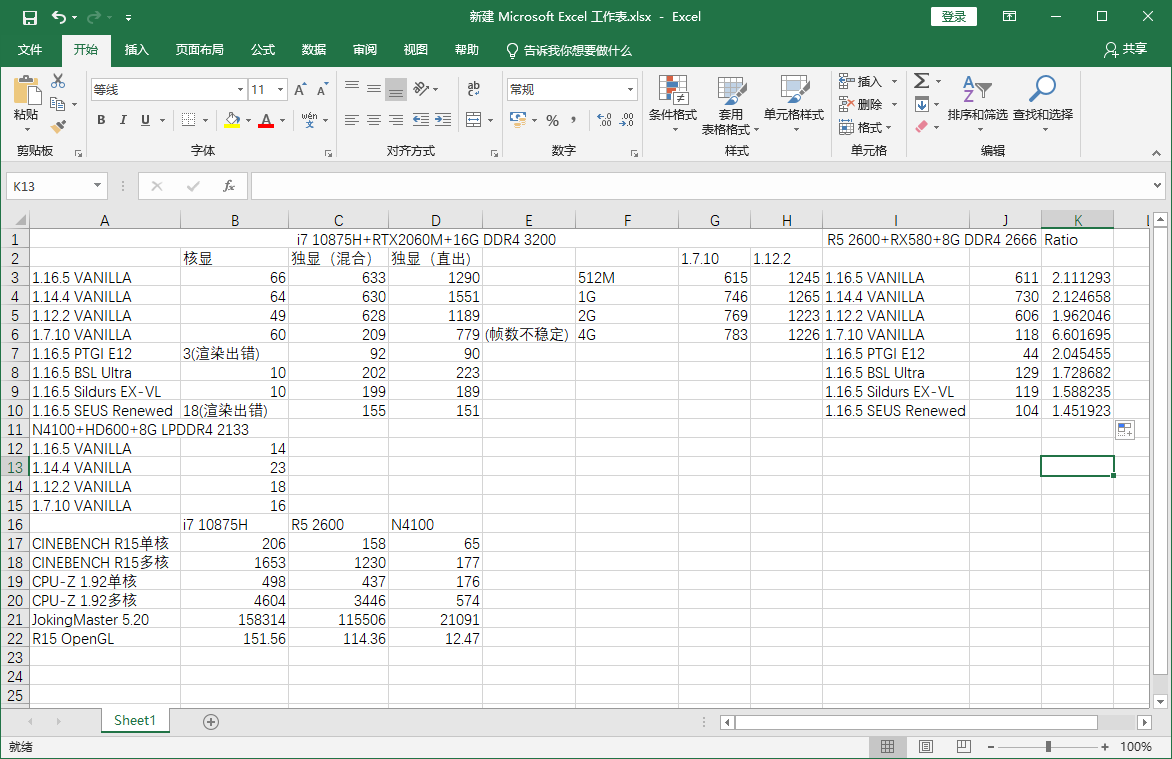 新建 Microsoft Excel 工作表.xlsx - Excel
登录
文件 开始 插入 页面布局 公式 数据 审阅 视图 帮助 告诉我你想要做什么 共享
等线 11 常规
粘贴 B I U wén 文 ab % 条件格式 套用 表格格式 单元格样式 插入 删除 格式 排序和筛选 查找和选择
剪贴板 字体 对齐方式 数字 样式 单元格 编辑
K13 fx
A B C D E F G H I J K L
1 i7 10875H+RTX2060M+16G DDR4 3200 R5 2600+RX580+8G DDR4 2666 Ratio
2 核显 独显（混合） 独显（直出） 1.7.10 1.12.2
3 1.16.5 VANILLA 66 633 1290 512M 615 1245 1.16.5 VANILLA 611 2.111293
4 1.14.4 VANILLA 64 630 1551 1G 746 1265 1.14.4 VANILLA 730 2.124658
5 1.12.2 VANILLA 49 628 1189 2G 769 1223 1.12.2 VANILLA 606 1.962046
6 1.7.10 VANILLA 60 209 779 (帧数不稳定) 4G 783 1226 1.7.10 VANILLA 118 6.601695
7 1.16.5 PTGI E12 3(渲染出错) 92 90 1.16.5 PTGI E12 44 2.045455
8 1.16.5 BSL Ultra 10 202 223 1.16.5 BSL Ultra 129 1.728682
9 1.16.5 Sildurs EX-VL 10 199 189 1.16.5 Sildurs EX-VL 119 1.588235
10 1.16.5 SEUS Renewed 18(渲染出错) 155 151 1.16.5 SEUS Renewed 104 1.451923
11 N4100+HD600+8G LPDDR4 2133
12 1.16.5 VANILLA 14
13 1.14.4 VANILLA 23
14 1.12.2 VANILLA 18
15 1.7.10 VANILLA 16
16 i7 10875H R5 2600 N4100
17 CINEBENCH R15单核 206 158 65
18 CINEBENCH R15多核 1653 1230 177
19 CPU-Z 1.92单核 498 437 176
20 CPU-Z 1.92多核 4604 3446 574
21 JokingMaster 5.20 158314 115506 21091
22 R15 OpenGL 151.56 114.36 12.47
23
24
25
Sheet1
就绪 100%